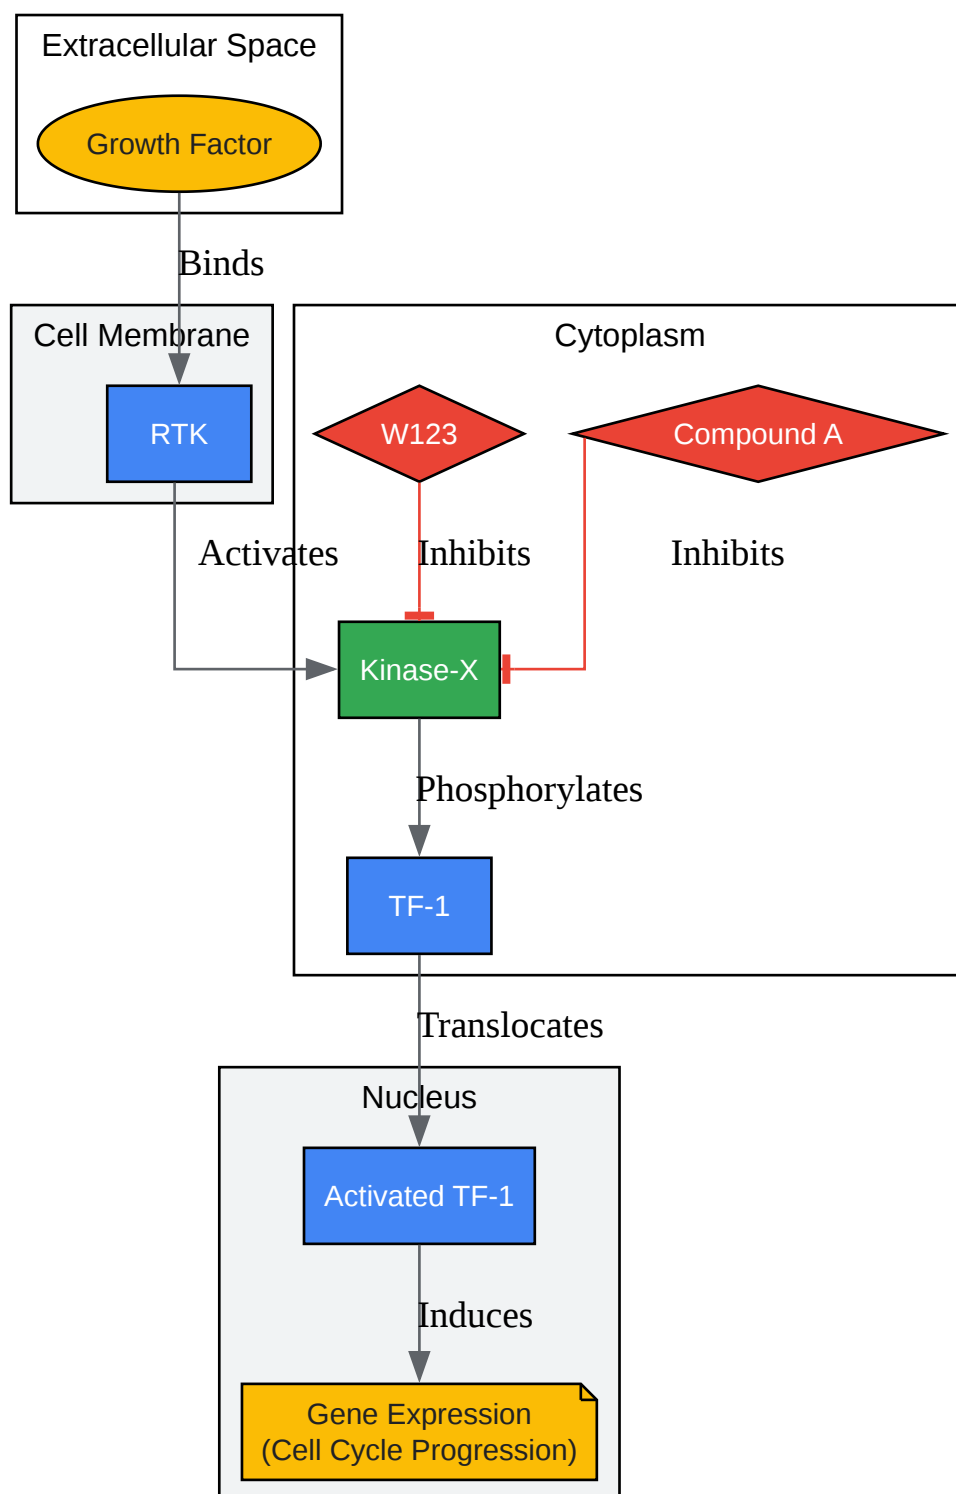 Extracellular Space
Growth Factor
Binds
Cell Membrane
Cytoplasm
RTK
W123
Compound A
Activates
Inhibits
Inhibits
Kinase-X
Phosphorylates
TF-1
Translocates
Nucleus
Activated TF-1
Induces
Gene Expression
(Cell Cycle Progression)